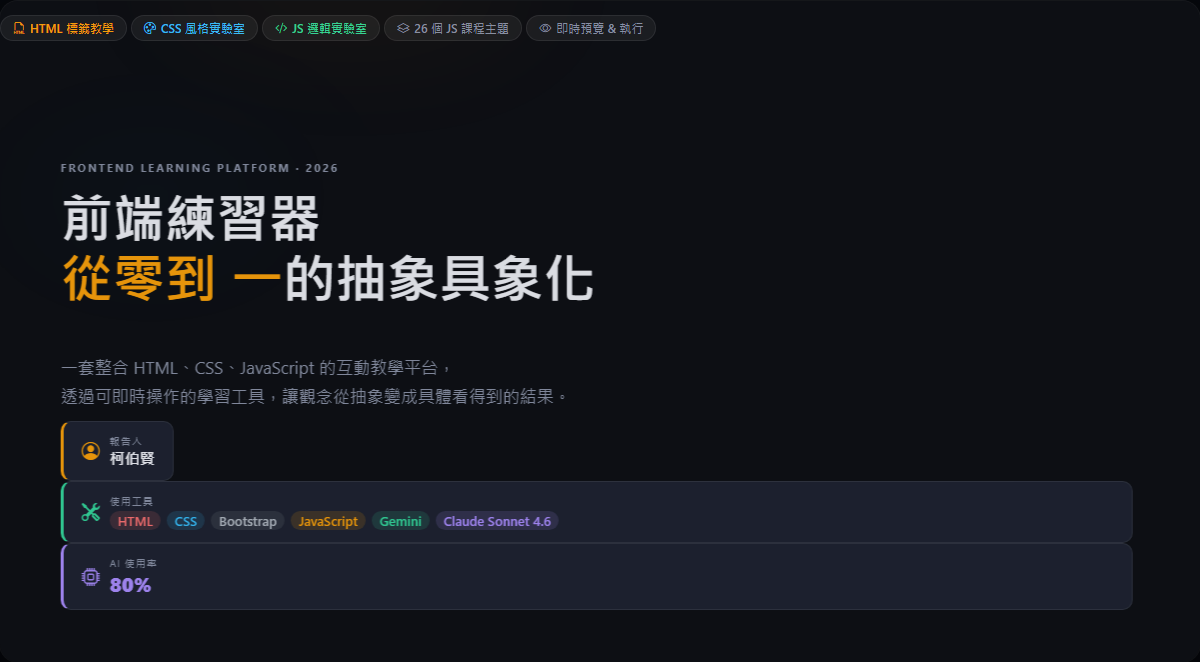 HTML 標籤教學
CSS 風格實驗室
JS 邏輯實驗室
26 個 JS 課程主題
即時預覽 & 執行
FRONTEND LEARNING PLATFORM · 2026
前端練習器
從零到 一的抽象具象化
一套整合 HTML、CSS、JavaScript 的互動教學平台，
透過可即時操作的學習工具，讓觀念從抽象變成具體看得到的結果。
報告人
柯伯賢
使用工具
HTML CSS Bootstrap JavaScript Gemini Claude Sonnet 4.6
AI 使用率
80%